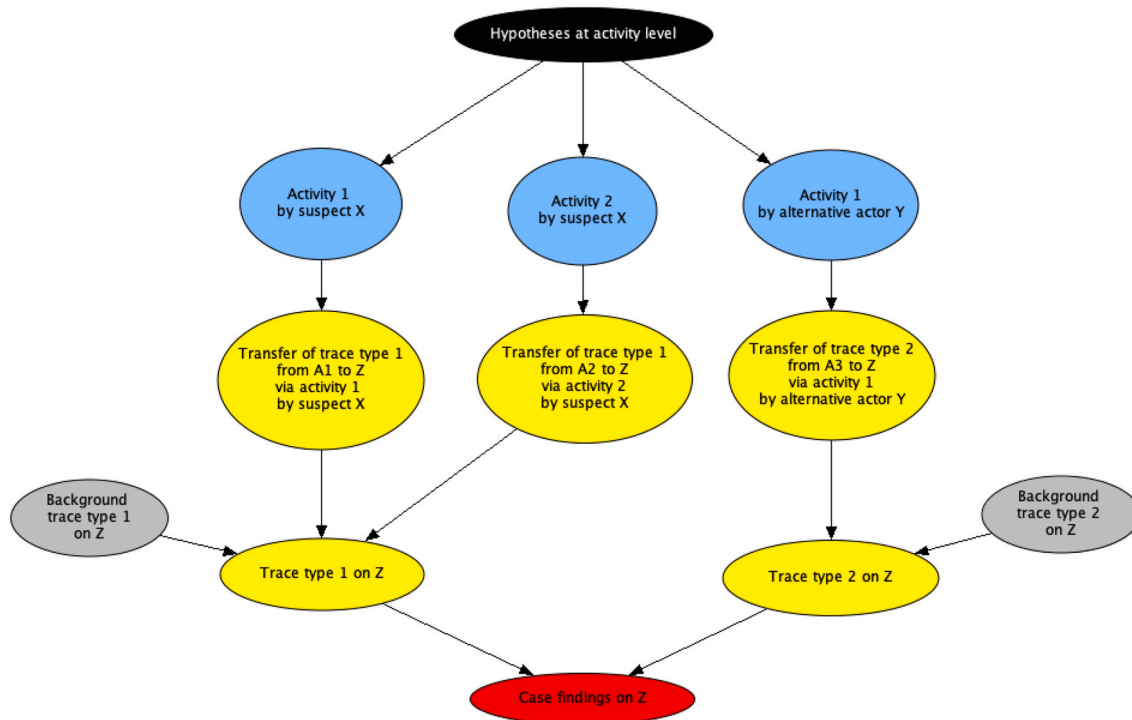 Hypotheses at activity level
Activity 1
by suspect X
Activity 2
by suspect X
Activity 1
by alternative actor Y
Transfer of trace type 1
from A1 to Z
via activity 1
by suspect X
Transfer of trace type 1
from A2 to Z
via activity 2
by suspect X
Transfer of trace type 2
from A3 to Z
via activity 1
by alternative actor Y
Background
trace type 1
on Z
Background
trace type 2
on Z
Trace type 1 on Z
Trace type 2 on Z
Case findings on Z